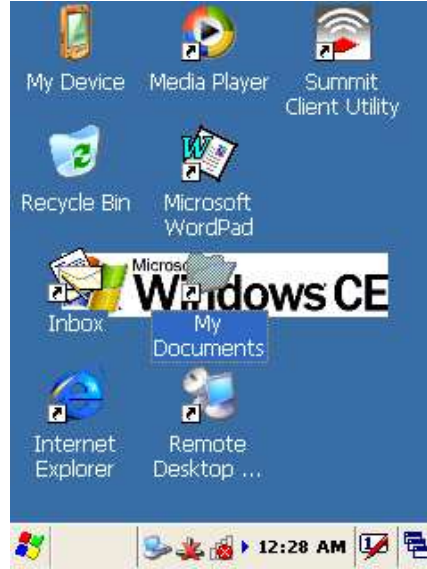 My Device
Media Player
Summit
Client Utility
Recycle Bin
Microsoft
WordPad
Microsoft
Windows CE
Inbox
My
Documents
Internet
Explorer
Remote
Desktop ...
12:28 AM